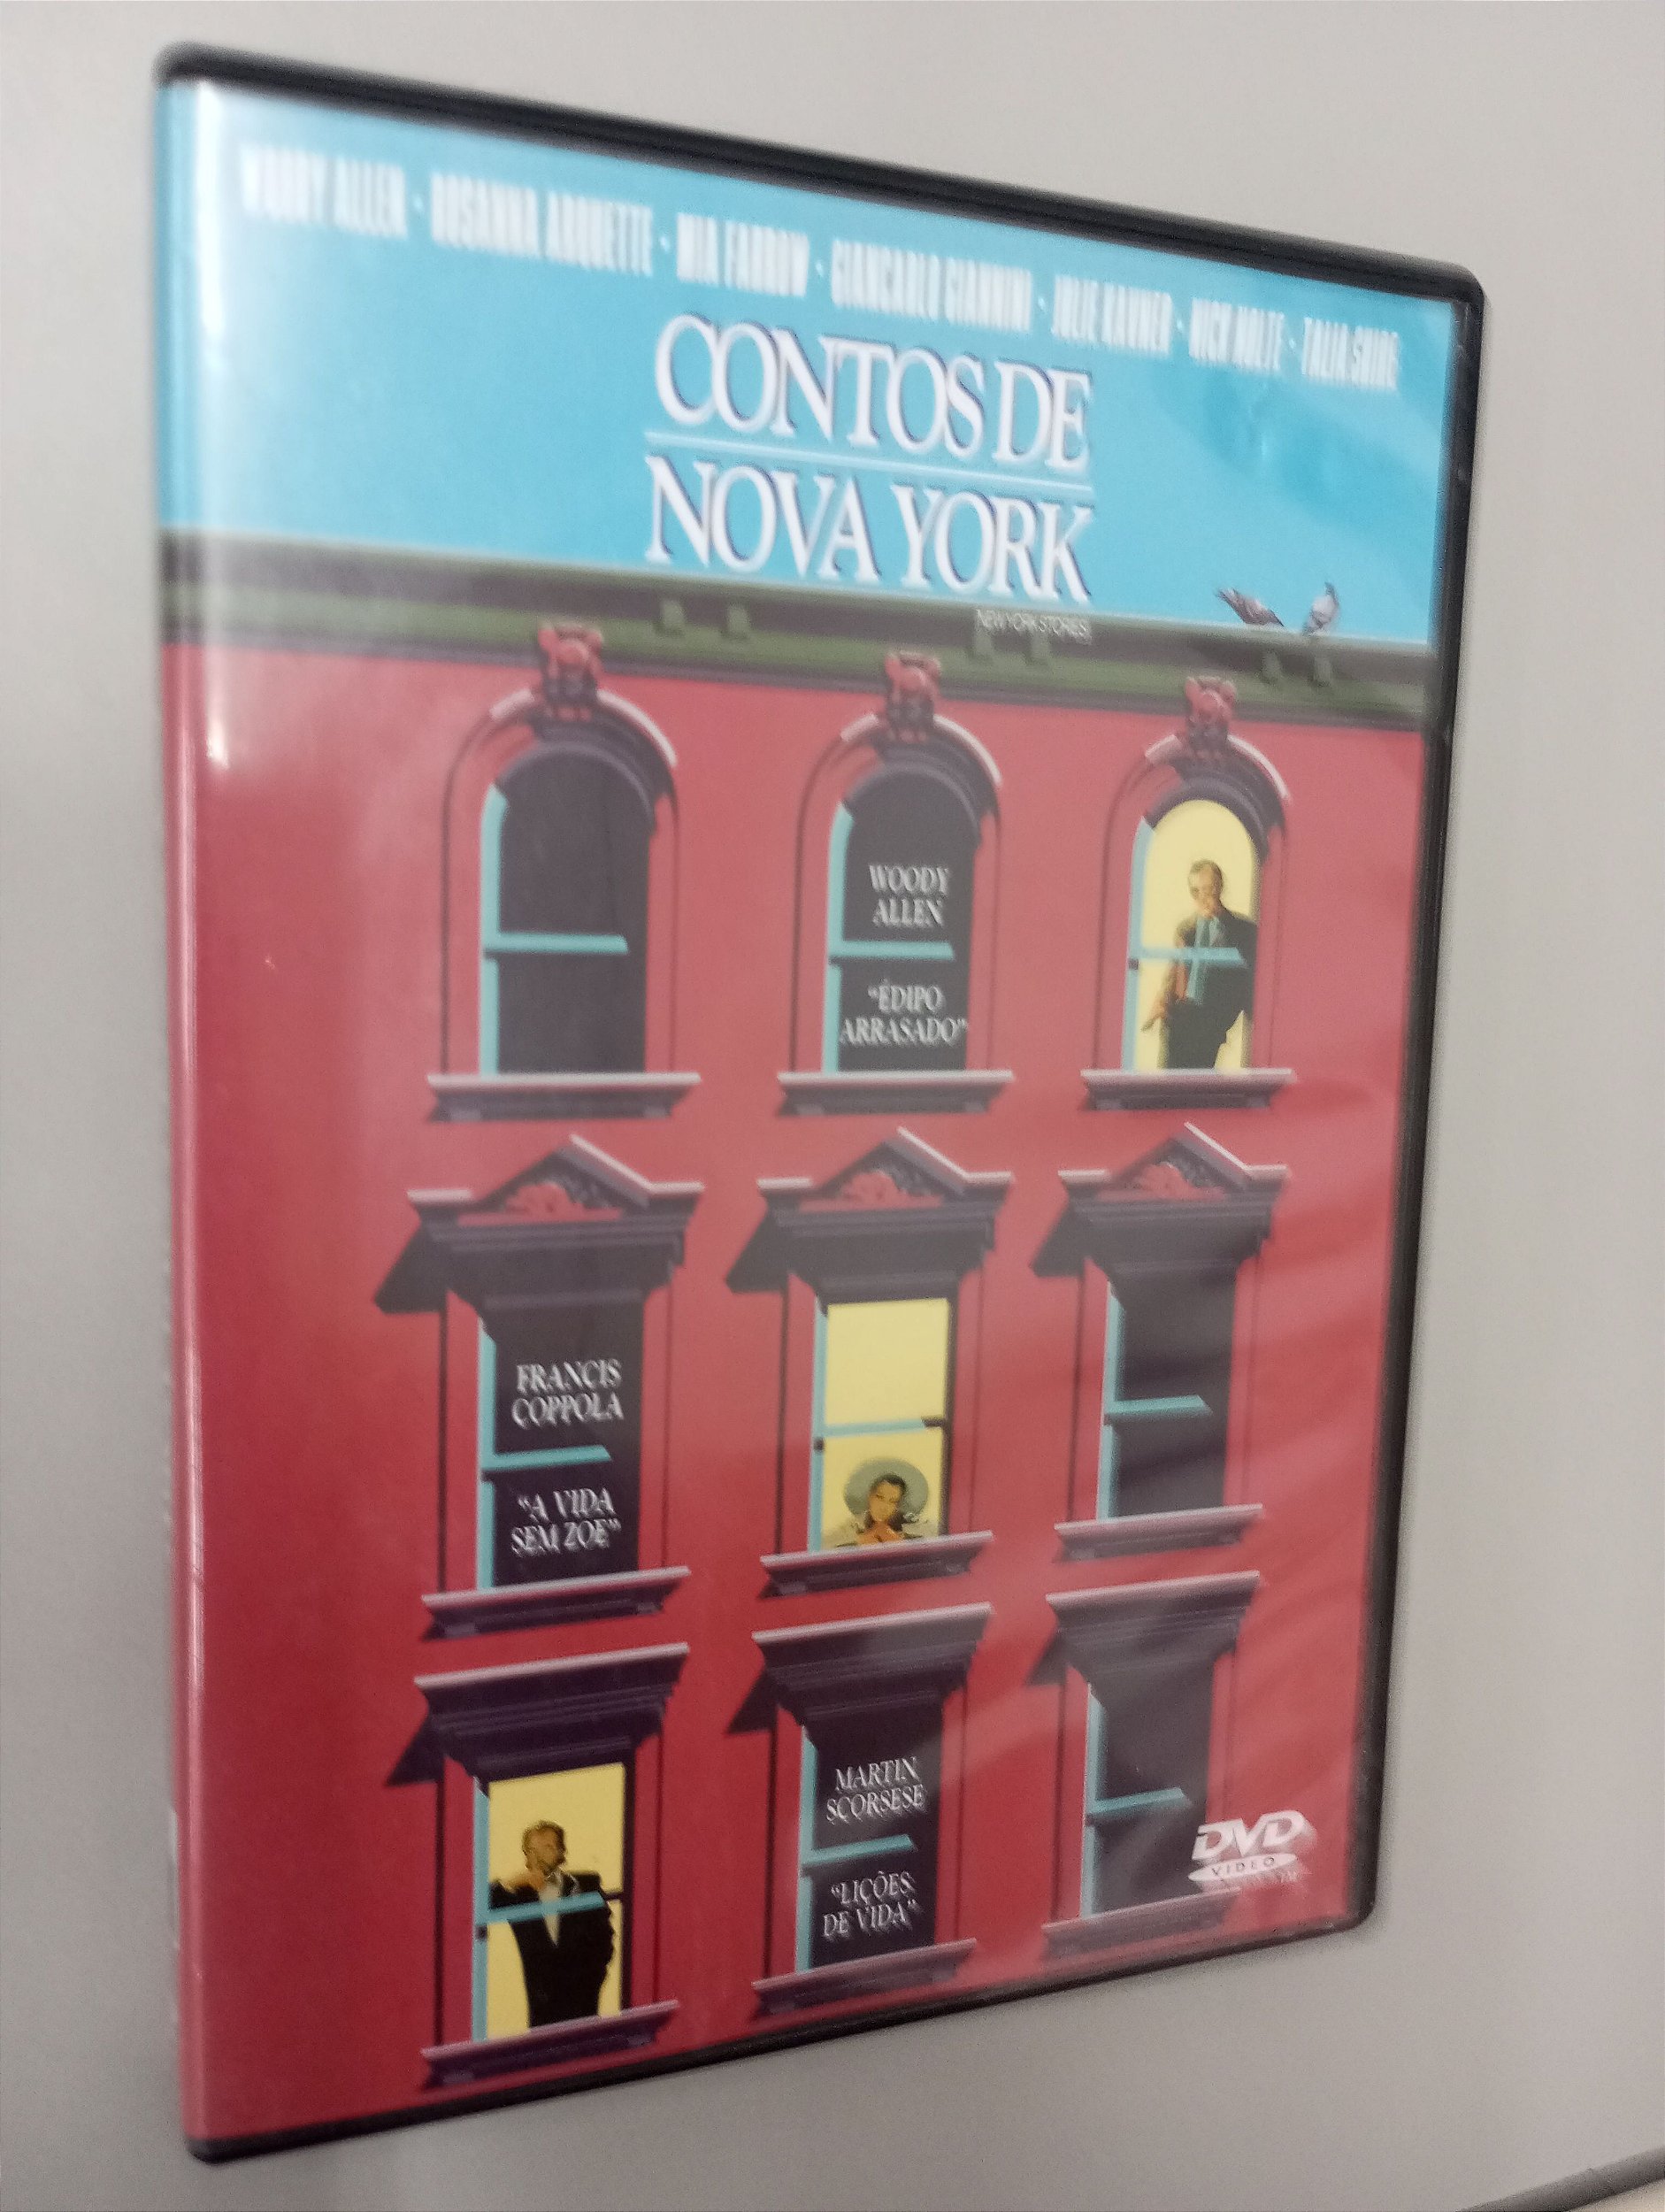 WOODY ALLEN · ROSANNA ARQUETTE · MIA FARROW · GIANCARLO GIANNINI · JULIE KAVNER · NICK NOLTE · TALIA SHIRE
CONTOS DE
NOVA YORK
NEW YORK STORIES
WOODY
ALLEN
"ÉDIPO
ARRASADO"
FRANCIS
COPPOLA
"A VIDA
SEM ZOE"
MARTIN
SCORSESE
"LIÇÕES
DE VIDA"
DVD
VIDEO